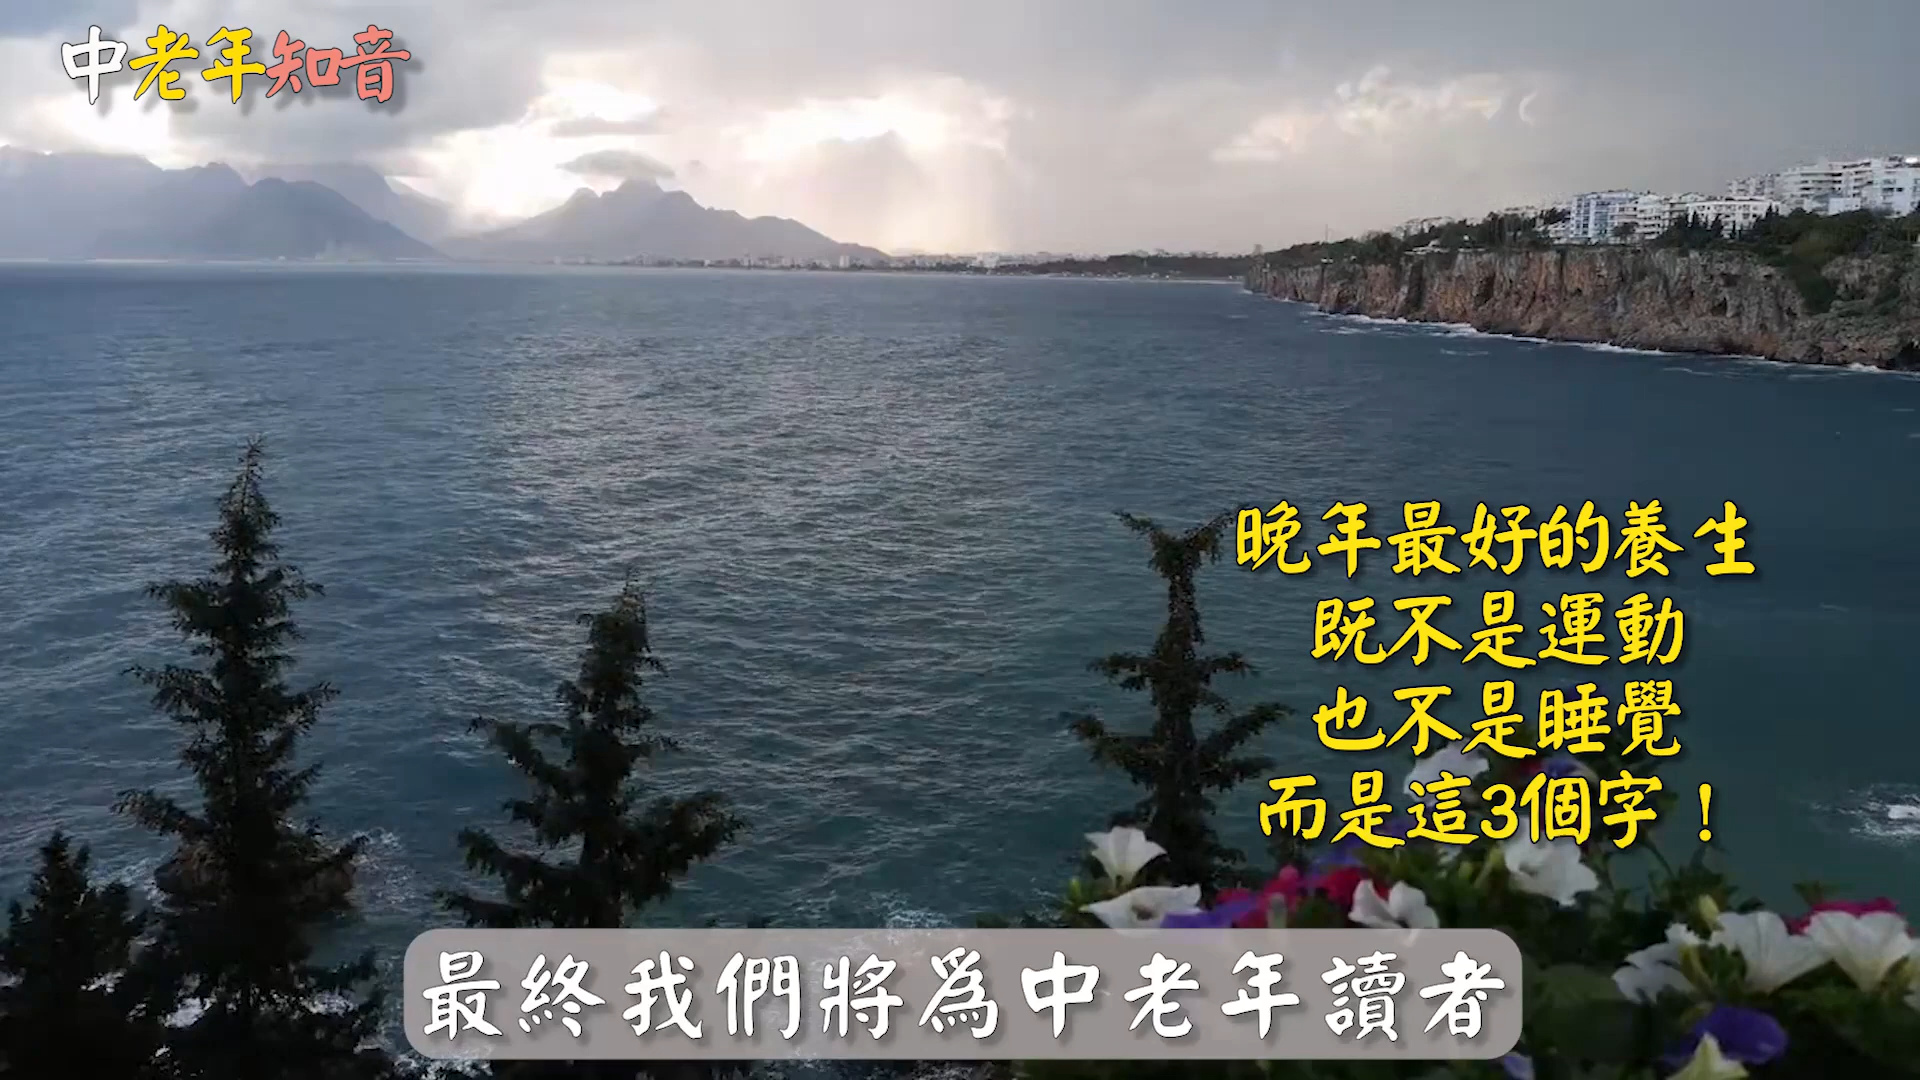 中老年知音
晚年最好的養生
既不是運動
也不是睡覺
而是這3個字！
最終我們將爲中老年讀者